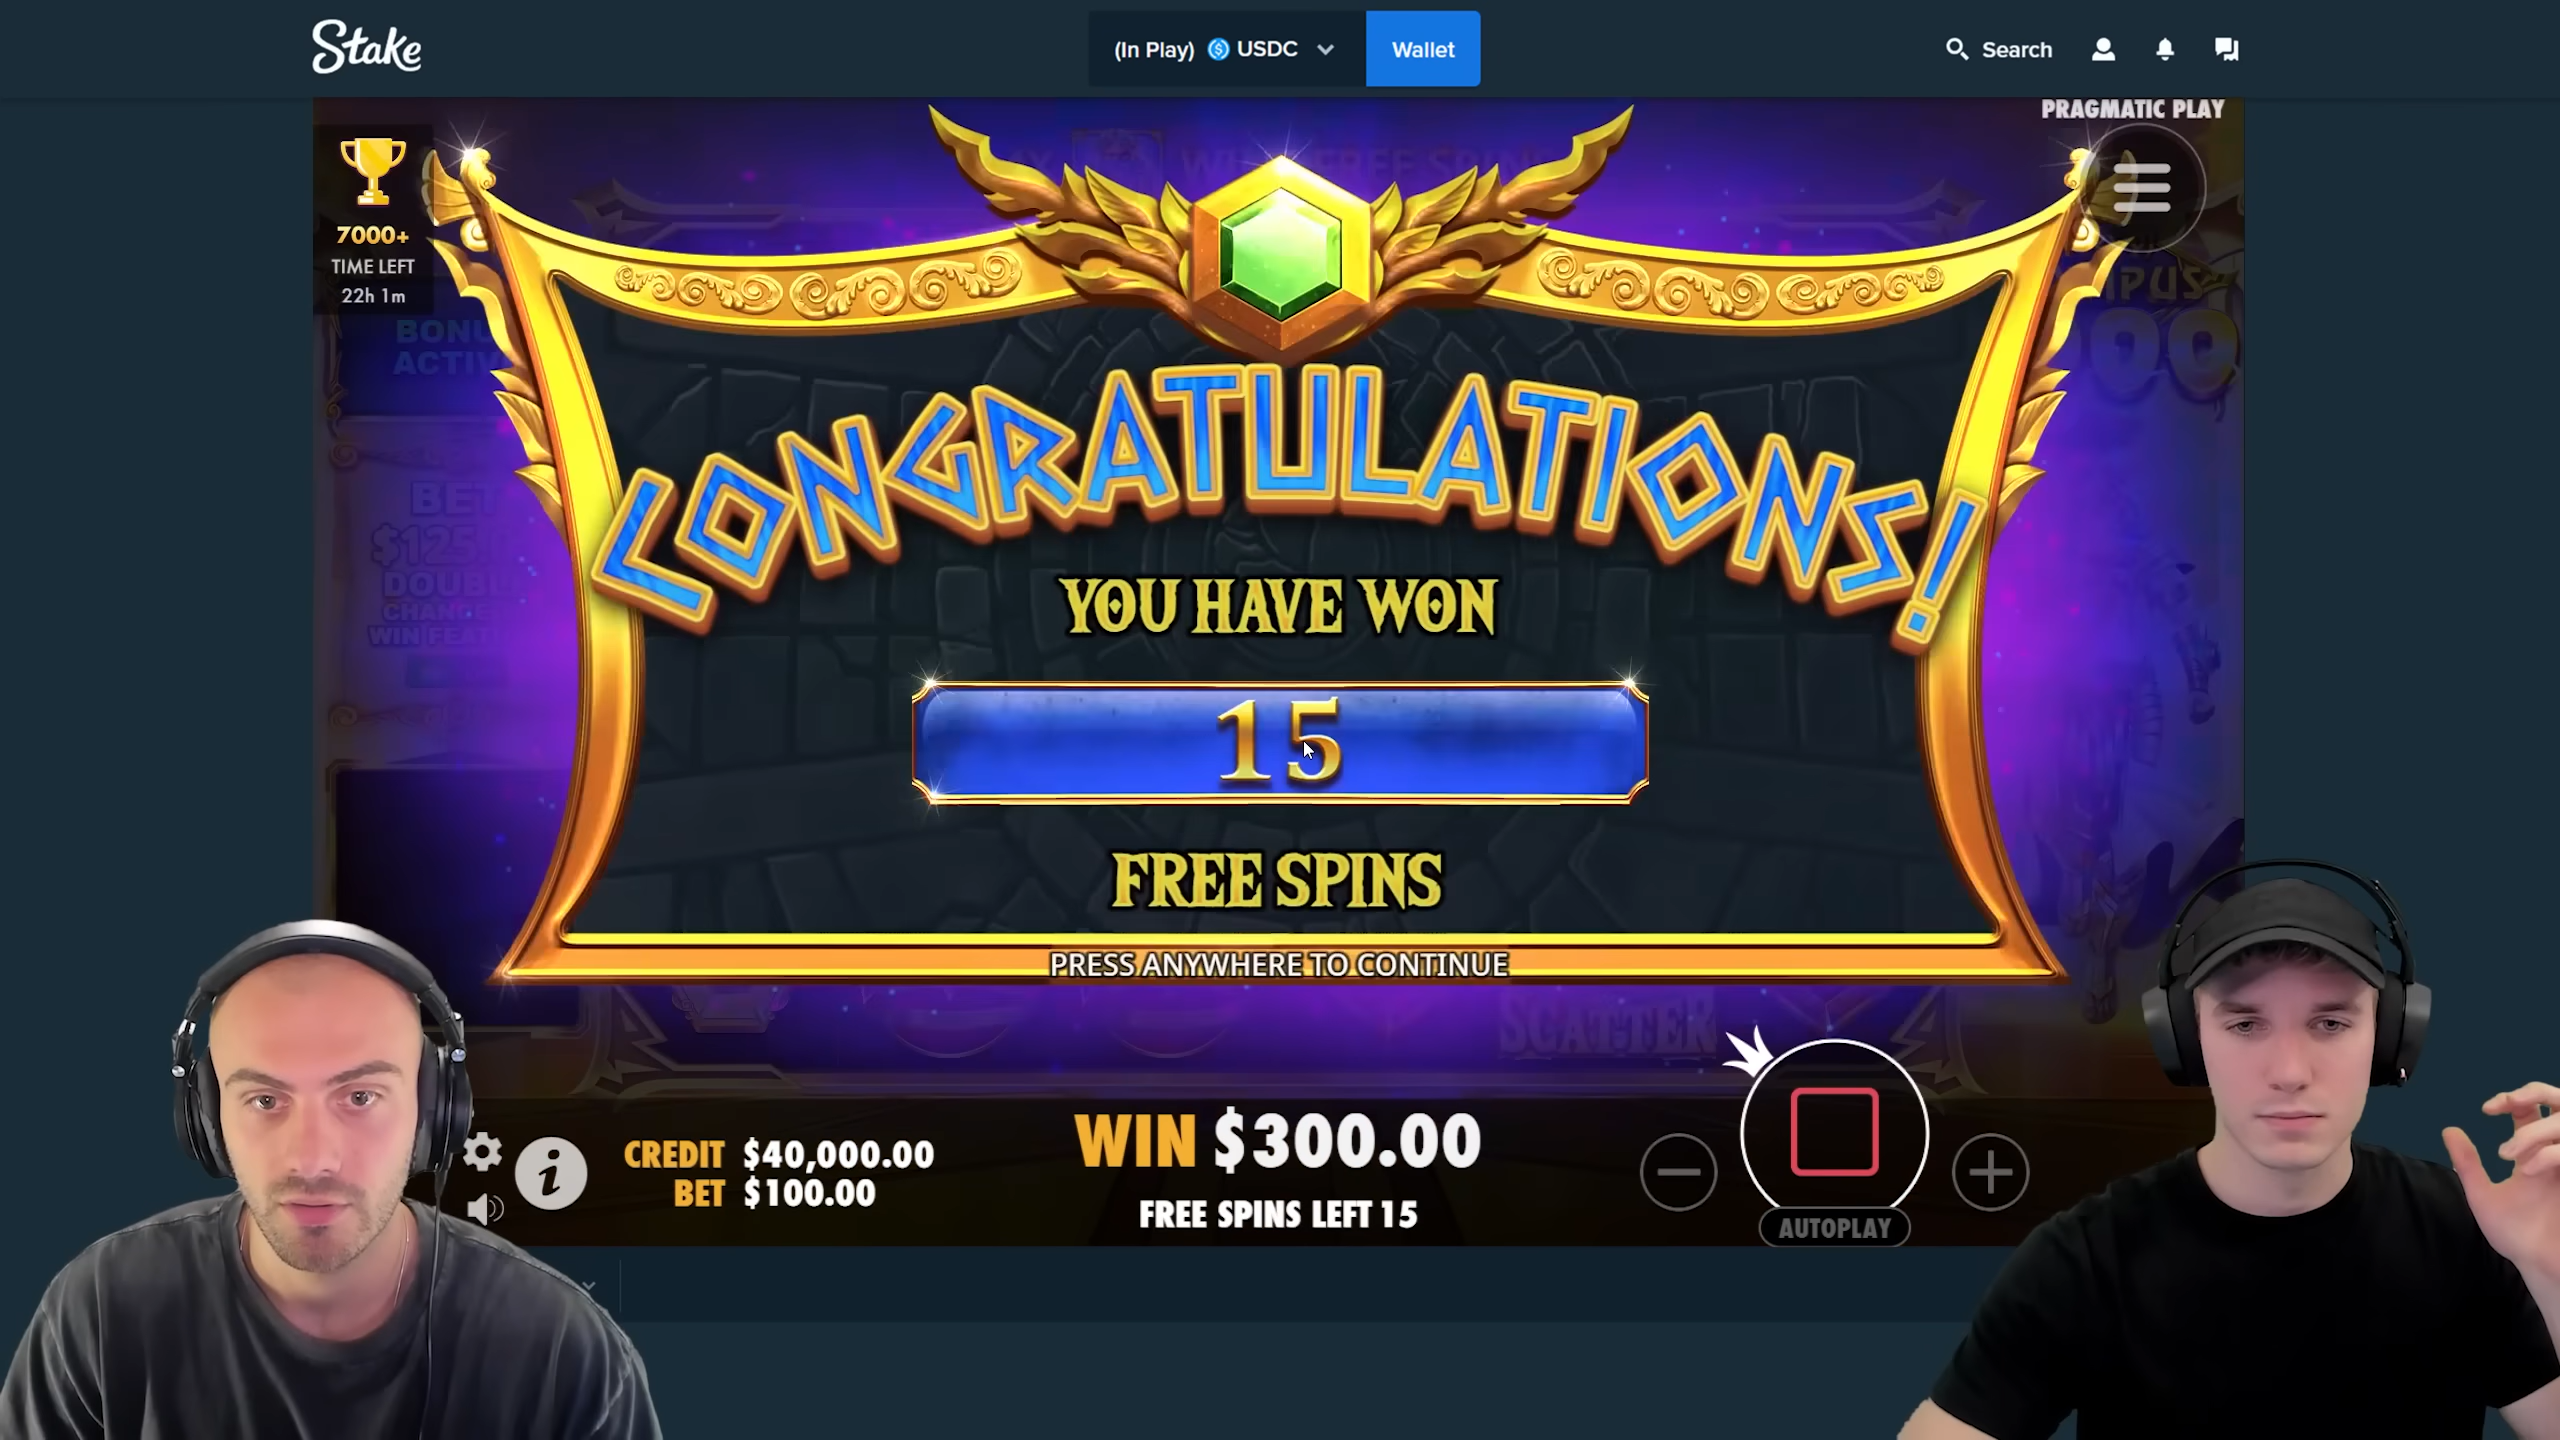 Stake
(In Play) USDC
Wallet
Search
PRAGMATIC PLAY
7000+
TIME LEFT
22h 1m
BET
CONGRATULATIONS!
YOU HAVE WON
15
FREE SPINS
PRESS ANYWHERE TO CONTINUE
SCATTER
CREDIT $40,000.00
BET $100.00
WIN $300.00
FREE SPINS LEFT 15
AUTOPLAY